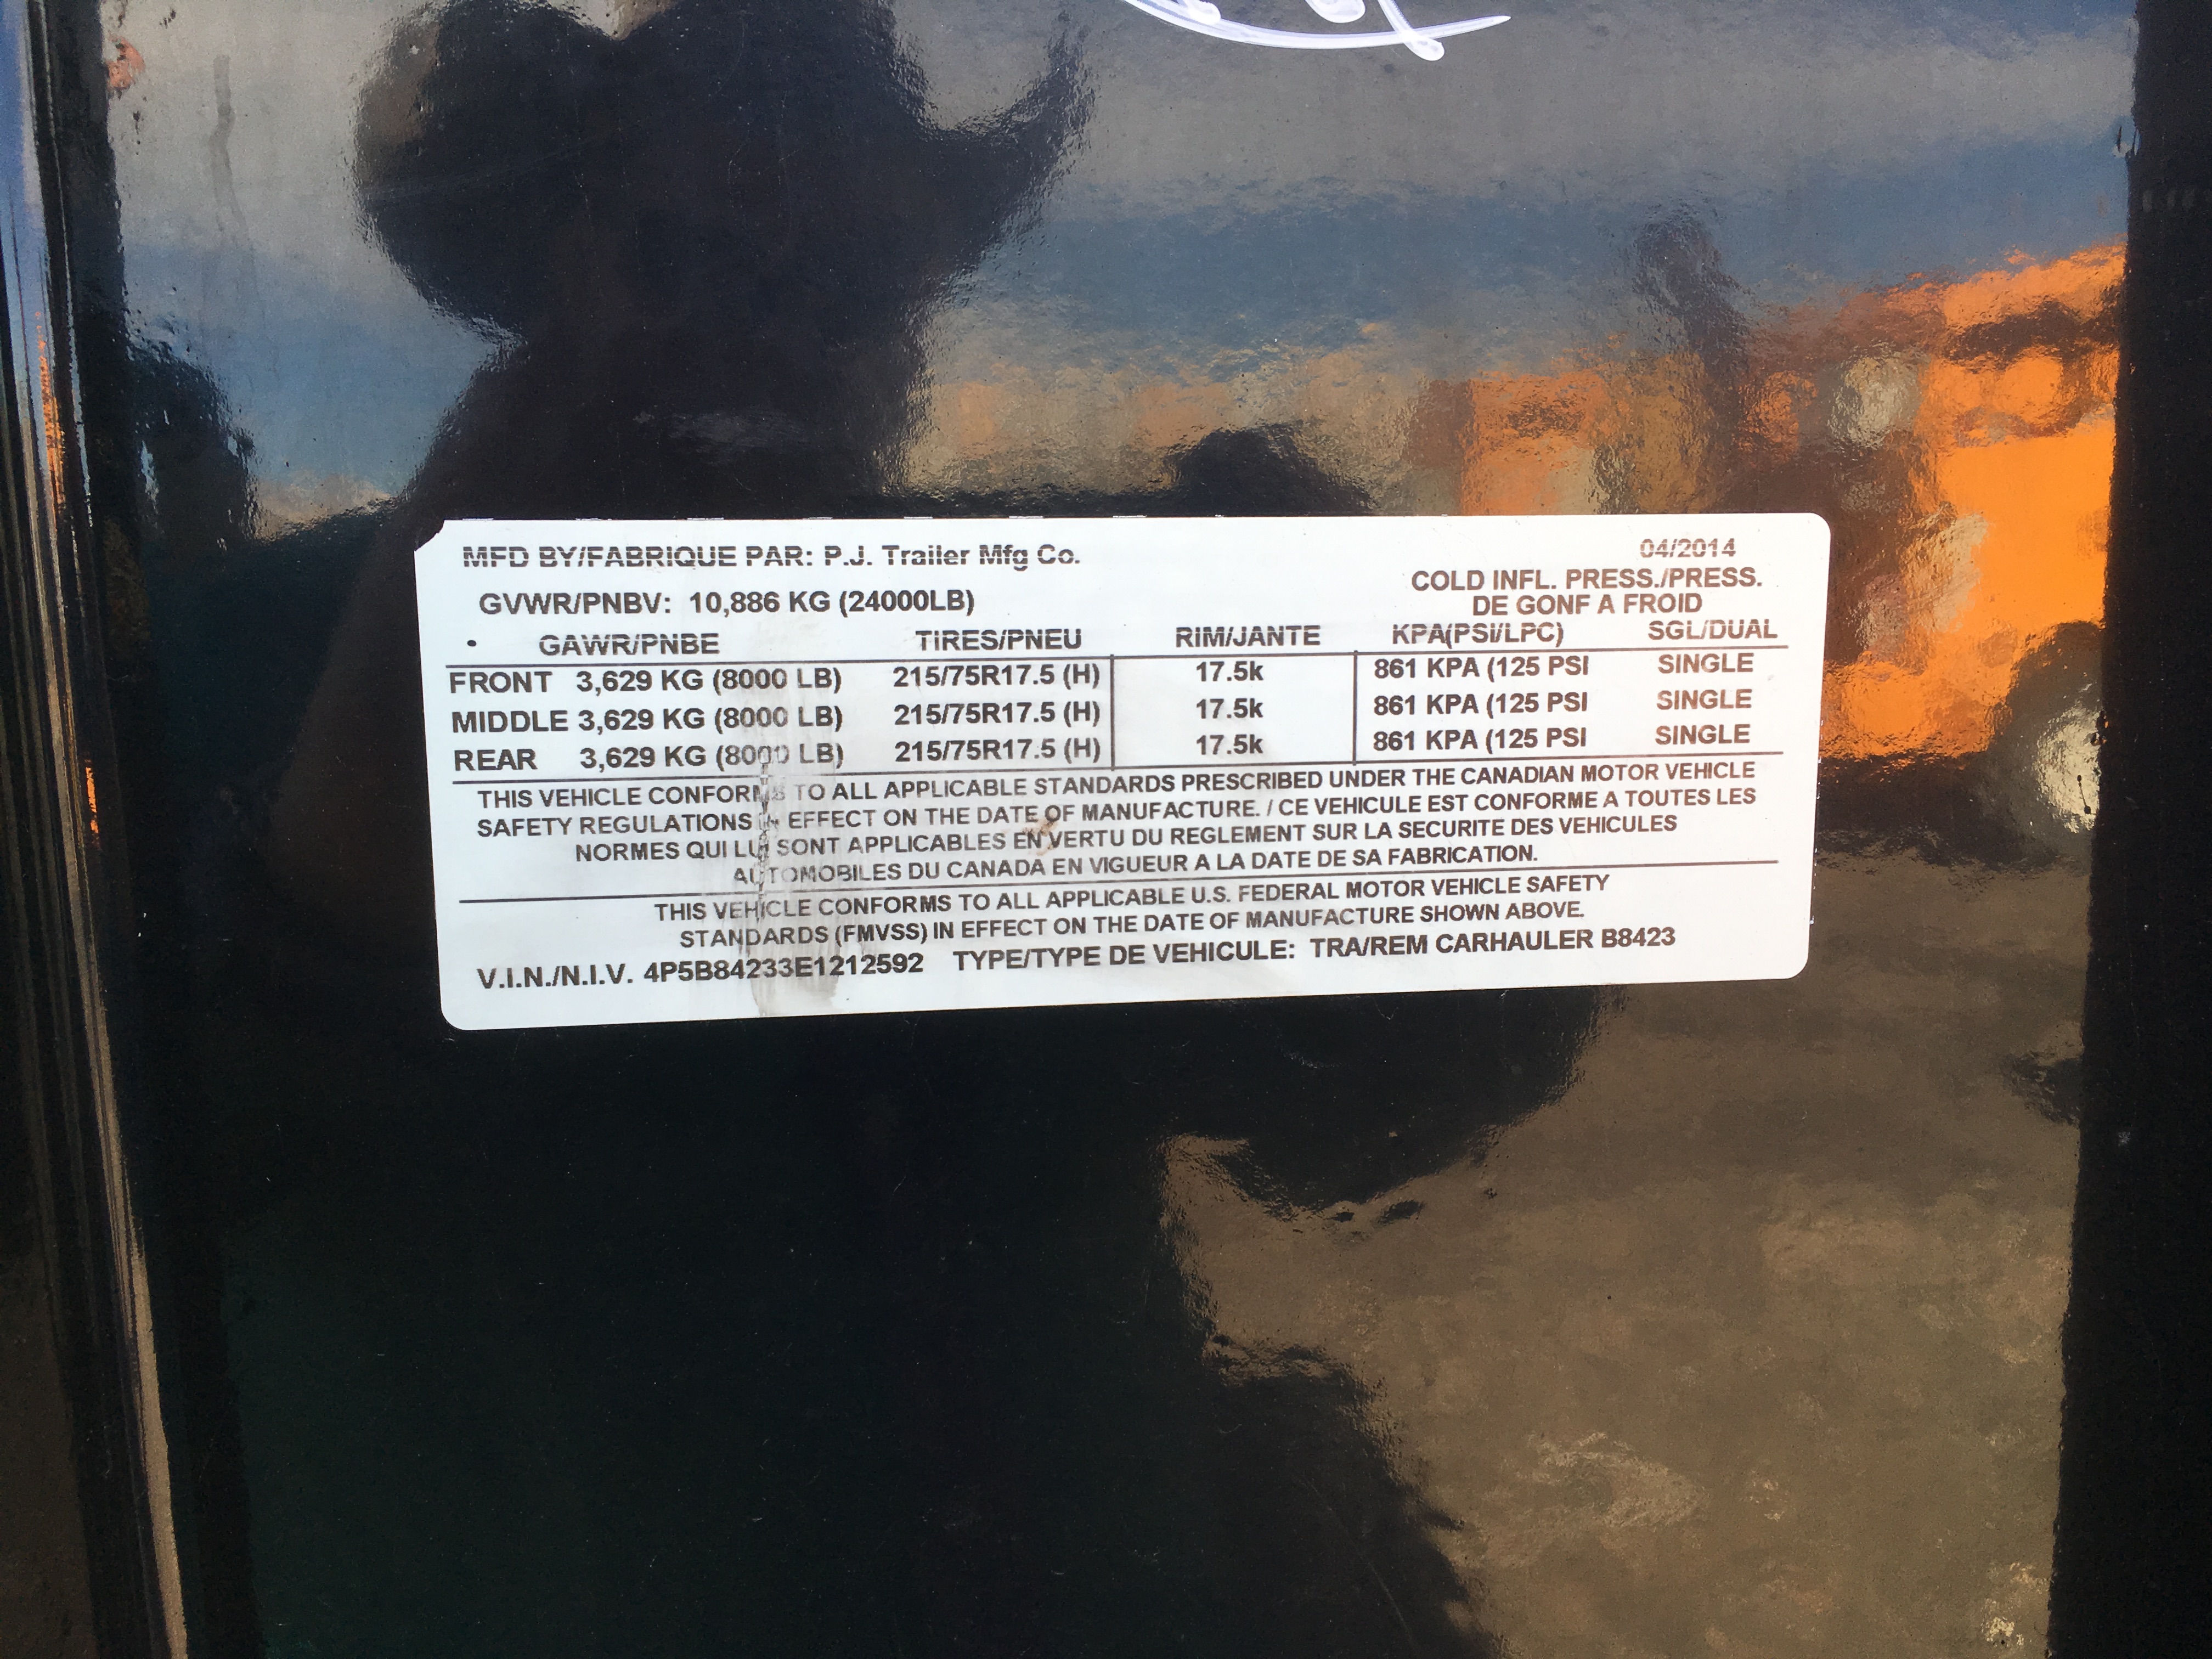 MFD BY/FABRIQUE PAR: P.J. Trailer Mfg Co.
04/2014
GVWR/PNBV: 10,886 KG (24000LB)
COLD INFL. PRESS./PRESS.
DE GONF A FROID
• GAWR/PNBE TIRES/PNEU RIM/JANTE KPA(PSI/LPC) SGL/DUAL
FRONT 3,629 KG (8000 LB) 215/75R17.5 (H) 17.5k 861 KPA (125 PSI SINGLE
MIDDLE 3,629 KG (8000 LB) 215/75R17.5 (H) 17.5k 861 KPA (125 PSI SINGLE
REAR 3,629 KG (8000 LB) 215/75R17.5 (H) 17.5k 861 KPA (125 PSI SINGLE
THIS VEHICLE CONFORMS TO ALL APPLICABLE STANDARDS PRESCRIBED UNDER THE CANADIAN MOTOR VEHICLE
SAFETY REGULATIONS IN EFFECT ON THE DATE OF MANUFACTURE. / CE VEHICULE EST CONFORME A TOUTES LES
NORMES QUI LUI SONT APPLICABLES EN VERTU DU REGLEMENT SUR LA SECURITE DES VEHICULES
AUTOMOBILES DU CANADA EN VIGUEUR A LA DATE DE SA FABRICATION.
THIS VEHICLE CONFORMS TO ALL APPLICABLE U.S. FEDERAL MOTOR VEHICLE SAFETY
STANDARDS (FMVSS) IN EFFECT ON THE DATE OF MANUFACTURE SHOWN ABOVE.
V.I.N./N.I.V. 4P5B84233E1212592 TYPE/TYPE DE VEHICULE: TRA/REM CARHAULER B8423